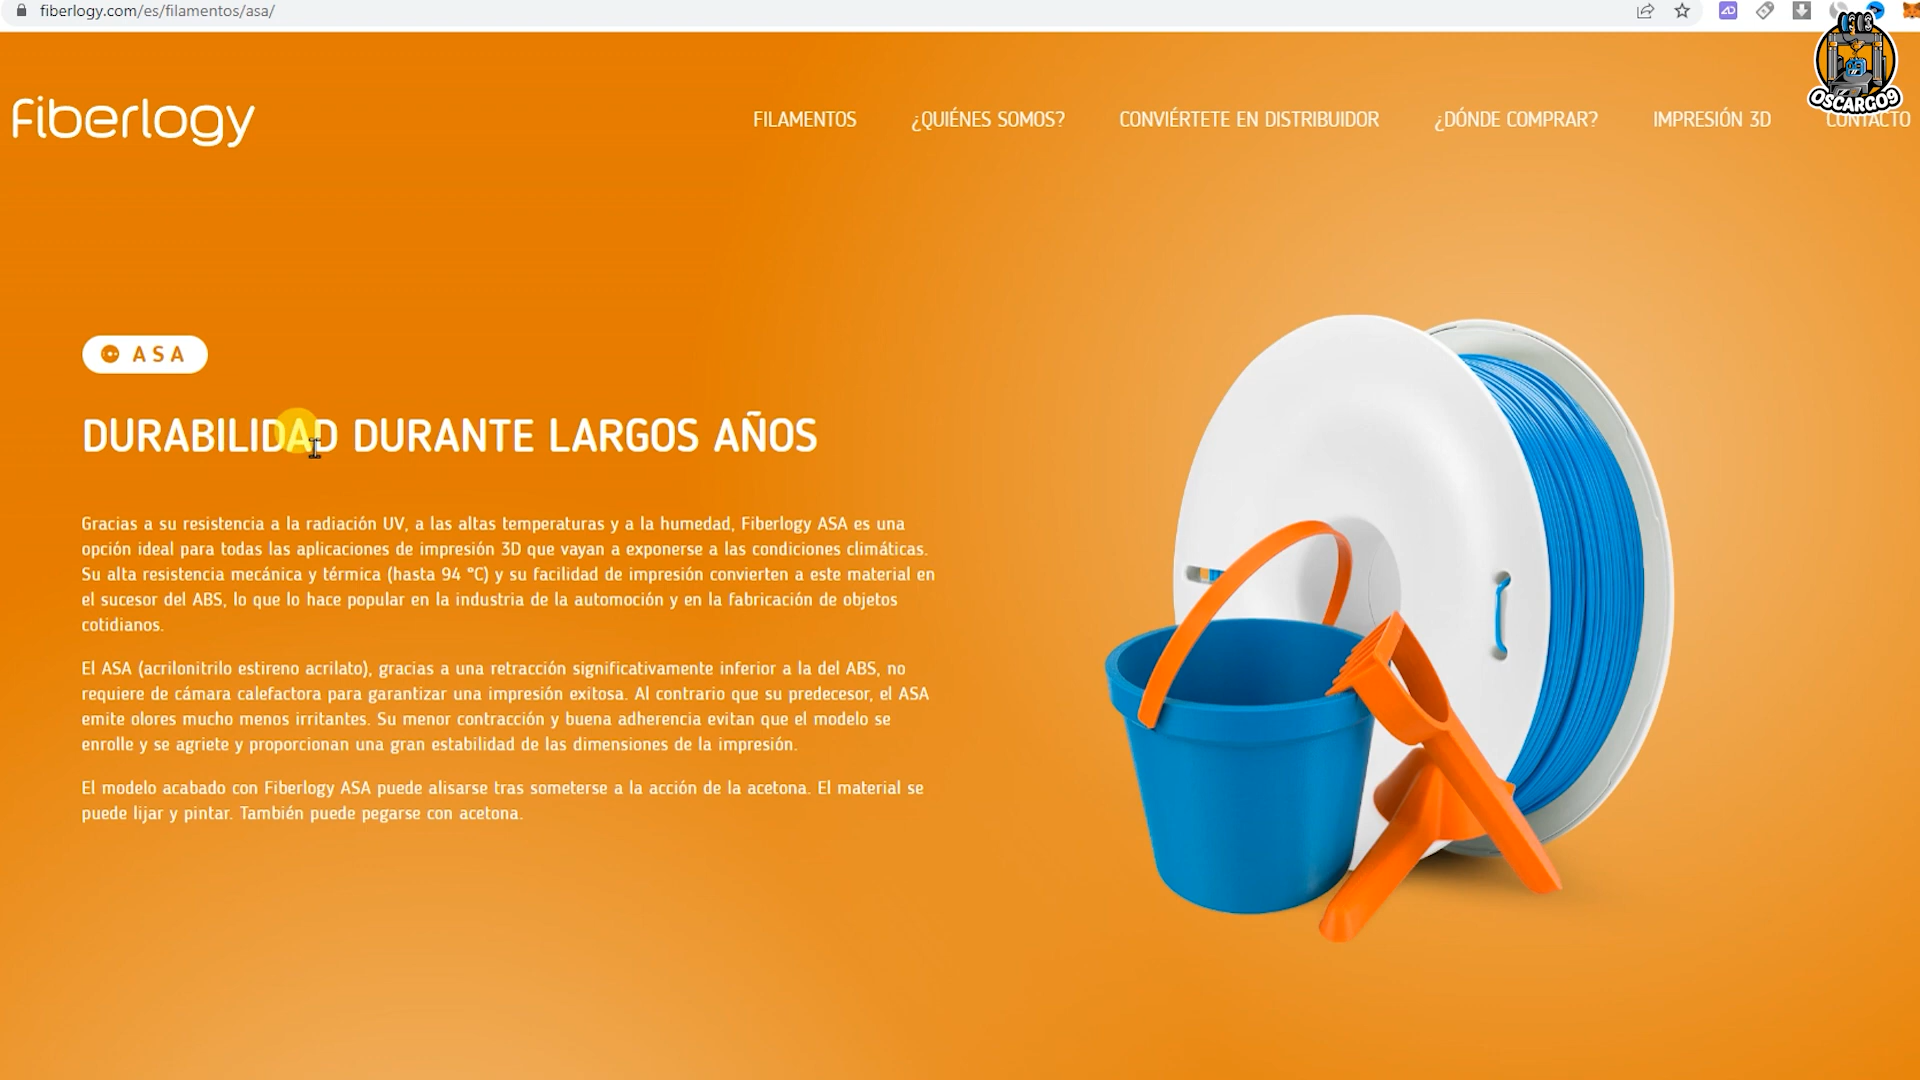 fiberlogy.com/es/filamentos/asa/
fiberlogy
FILAMENTOS
¿QUIÉNES SOMOS?
CONVIÉRTETE EN DISTRIBUIDOR
¿DÓNDE COMPRAR?
IMPRESIÓN 3D
CONTACTO
OSCARGO9
ASA
DURABILIDAD DURANTE LARGOS AÑOS
Gracias a su resistencia a la radiación UV, a las altas temperaturas y a la humedad, Fiberlogy ASA es una
opción ideal para todas las aplicaciones de impresión 3D que vayan a exponerse a las condiciones climáticas.
Su alta resistencia mecánica y térmica (hasta 94 °C) y su facilidad de impresión convierten a este material en
el sucesor del ABS, lo que lo hace popular en la industria de la automoción y en la fabricación de objetos
cotidianos.
El ASA (acrilonitrilo estireno acrilato), gracias a una retracción significativamente inferior a la del ABS, no
requiere de cámara calefactora para garantizar una impresión exitosa. Al contrario que su predecesor, el ASA
emite olores mucho menos irritantes. Su menor contracción y buena adherencia evitan que el modelo se
enrolle y se agriete y proporcionan una gran estabilidad de las dimensiones de la impresión.
El modelo acabado con Fiberlogy ASA puede alisarse tras someterse a la acción de la acetona. El material se
puede lijar y pintar. También puede pegarse con acetona.